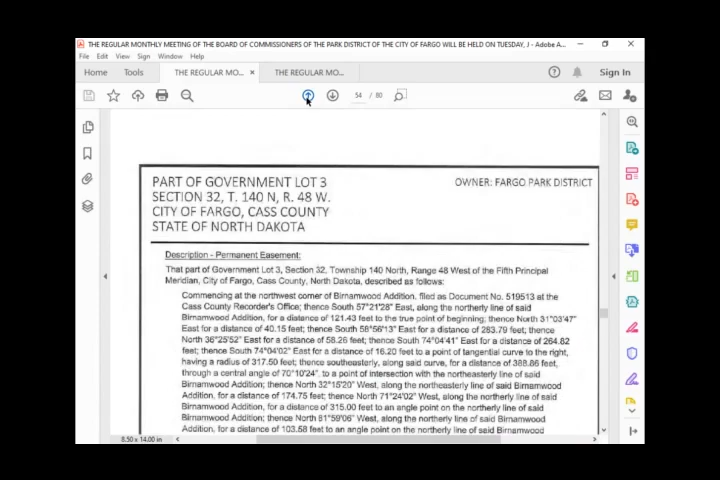 THE REGULAR MONTHLY MEETING OF THE BOARD OF COMMISSIONERS OF THE PARK DISTRICT OF THE CITY OF FARGO WILL BE HELD ON TUESDAY, J - Adobe A...
File Edit View Sign Window Help
Home Tools THE REGULAR MO... × THE REGULAR MO... Sign In
54 / 80
PART OF GOVERNMENT LOT 3 OWNER: FARGO PARK DISTRICT
SECTION 32, T. 140 N, R. 48 W.
CITY OF FARGO, CASS COUNTY
STATE OF NORTH DAKOTA
Description - Permanent Easement:
That part of Government Lot 3, Section 32, Township 140 North, Range 48 West of the Fifth Principal
Meridian, City of Fargo, Cass County, North Dakota, described as follows:
Commencing at the northwest corner of Birnamwood Addition, filed as Document No. 519513 at the
Cass County Recorder's Office; thence South 57°21'28" East, along the northerly line of said
Birnamwood Addition, for a distance of 121.43 feet to the true point of beginning; thence North 31°03'47"
East for a distance of 40.15 feet; thence South 58°56'13" East for a distance of 283.79 feet; thence
North 36°25'52" East for a distance of 58.26 feet; thence South 74°04'41" East for a distance of 264.82
feet; thence South 74°04'02" East for a distance of 16.20 feet to a point of tangential curve to the right,
having a radius of 317.50 feet; thence southeasterly, along said curve, for a distance of 388.86 feet,
through a central angle of 70°10'24", to a point of intersection with the northeasterly line of said
Birnamwood Addition; thence North 32°15'20" West, along the northeasterly line of said Birnamwood
Addition, for a distance of 174.75 feet; thence North 71°24'02" West, along the northerly line of said
Birnamwood Addition, for a distance of 315.00 feet to an angle point on the northerly line of said
Birnamwood Addition; thence North 81°59'06" West, along the northerly line of said Birnamwood
Addition, for a distance of 103.58 feet to an angle point on the northerly line of said Birnamwood
8.50 x 14.00 in